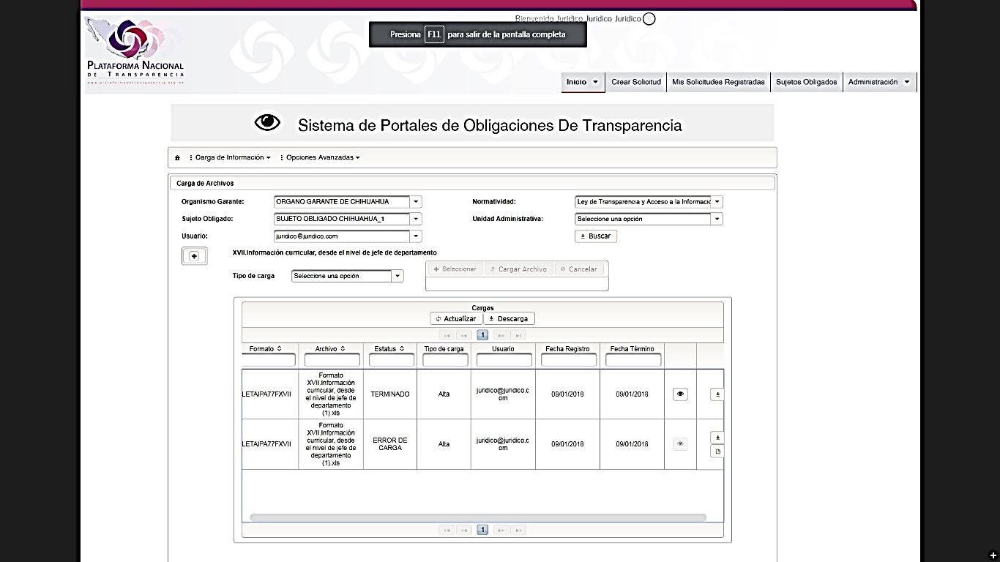 Bienvenido Juridico Juridico Juridico
Presiona F11 para salir de la pantalla completa
PLATAFORMA NACIONAL
DE TRANSPARENCIA
www.plataformadetransparencia.org.mx
Inicio Crear Solicitud Mis Solicitudes Registradas Sujetos Obligados Administración
Sistema de Portales de Obligaciones De Transparencia
Carga de Información Opciones Avanzadas
Carga de Archivos
Organismo Garante: ORGANO GARANTE DE CHIHUAHUA Normatividad: Ley de Transparencia y Acceso a la Informació
Sujeto Obligado: SUJETO OBLIGADO CHIHUAHUA_1 Unidad Administrativa: Seleccione una opción
Usuario: juridico@juridico.com Buscar
XVII.Información curricular, desde el nivel de jefe de departamento
Tipo de carga Seleccione una opción Seleccionar Cargar Archivo Cancelar
Cargas
Actualizar Descarga
1
Formato Archivo Estatus Tipo de carga Usuario Fecha Registro Fecha Término
LETAIPA77FXVII
Formato
XVII.Información
curricular, desde
el nivel de jefe de
departamento
(1).xls
TERMINADO
Alta
juridico@juridico.c
om
09/01/2018
09/01/2018
LETAIPA77FXVII
Formato
XVII.Información
curricular, desde
el nivel de jefe de
departamento
(1).xls
ERROR DE
CARGA
Alta
juridico@juridico.c
om
09/01/2018
09/01/2018
1